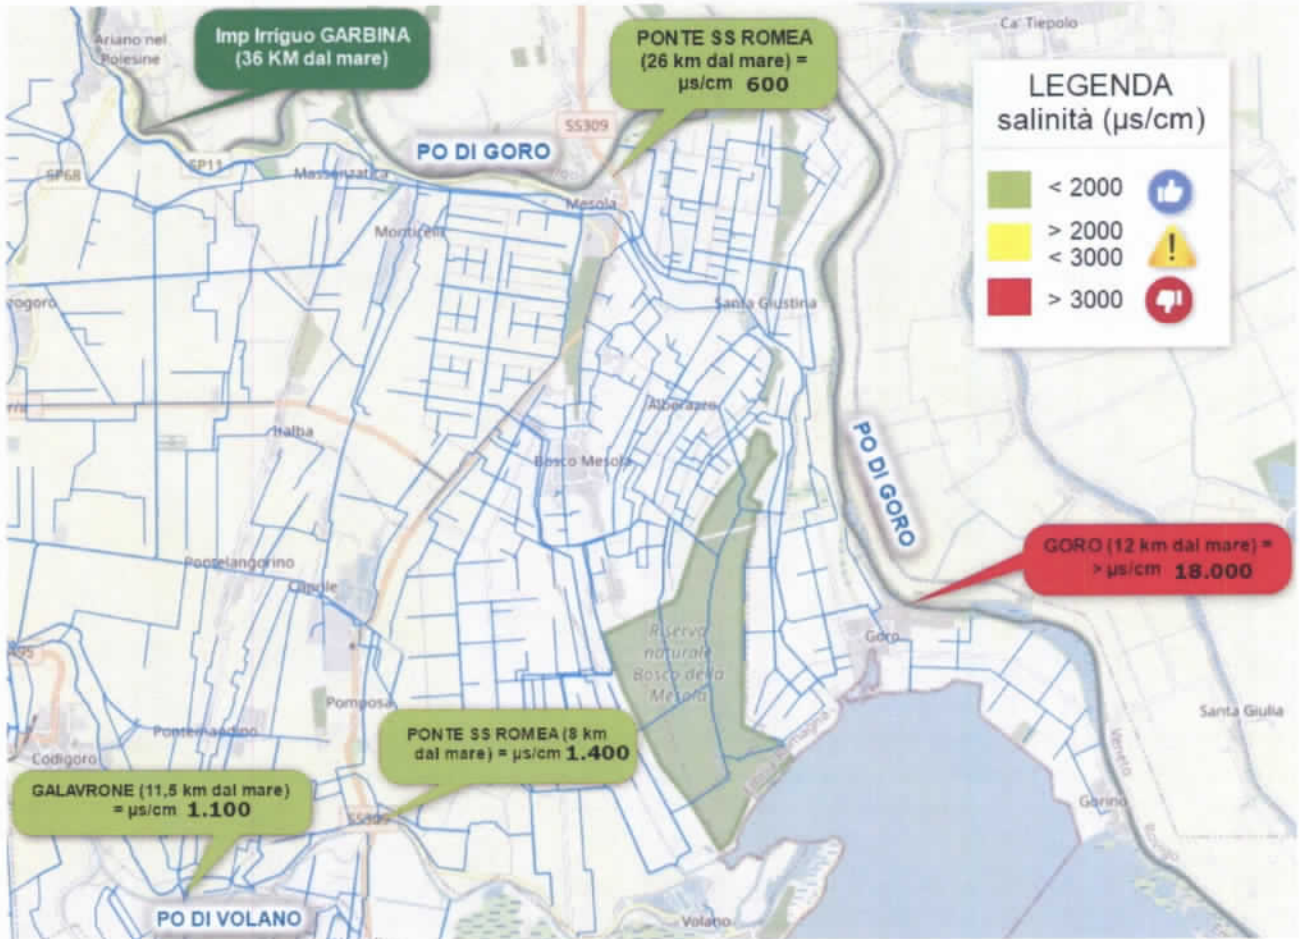 Ariano nel
Polesine
Imp Irriguo GARBINA
(36 KM dal mare)
PONTE SS ROMEA
(26 km dal mare) =
µs/cm 600
Ca' Tiepolo
LEGENDA
salinità (µs/cm)
< 2000
> 2000
< 3000
> 3000
SS309
PO DI GORO
SP11
SP68
Massenzatica
Mesola
Monticelli
Santa Giustina
rogoro
Alberazzo
Italba
Bosco Mesola
PO DI GORO
GORO (12 km dal mare) =
> µs/cm 18.000
Pontelangorino
Caprile
Goro
Riserva
naturale
Bosco della
Mesola
Pomposa
Santa Giulia
Pontemaodino
Codigoro
PONTE SS ROMEA (8 km
dal mare) = µs/cm 1.400
Veneto
GALAVRONE (11,5 km dal mare)
= µs/cm 1.100
Gorino
SS309
Rovigo
PO DI VOLANO
Volano